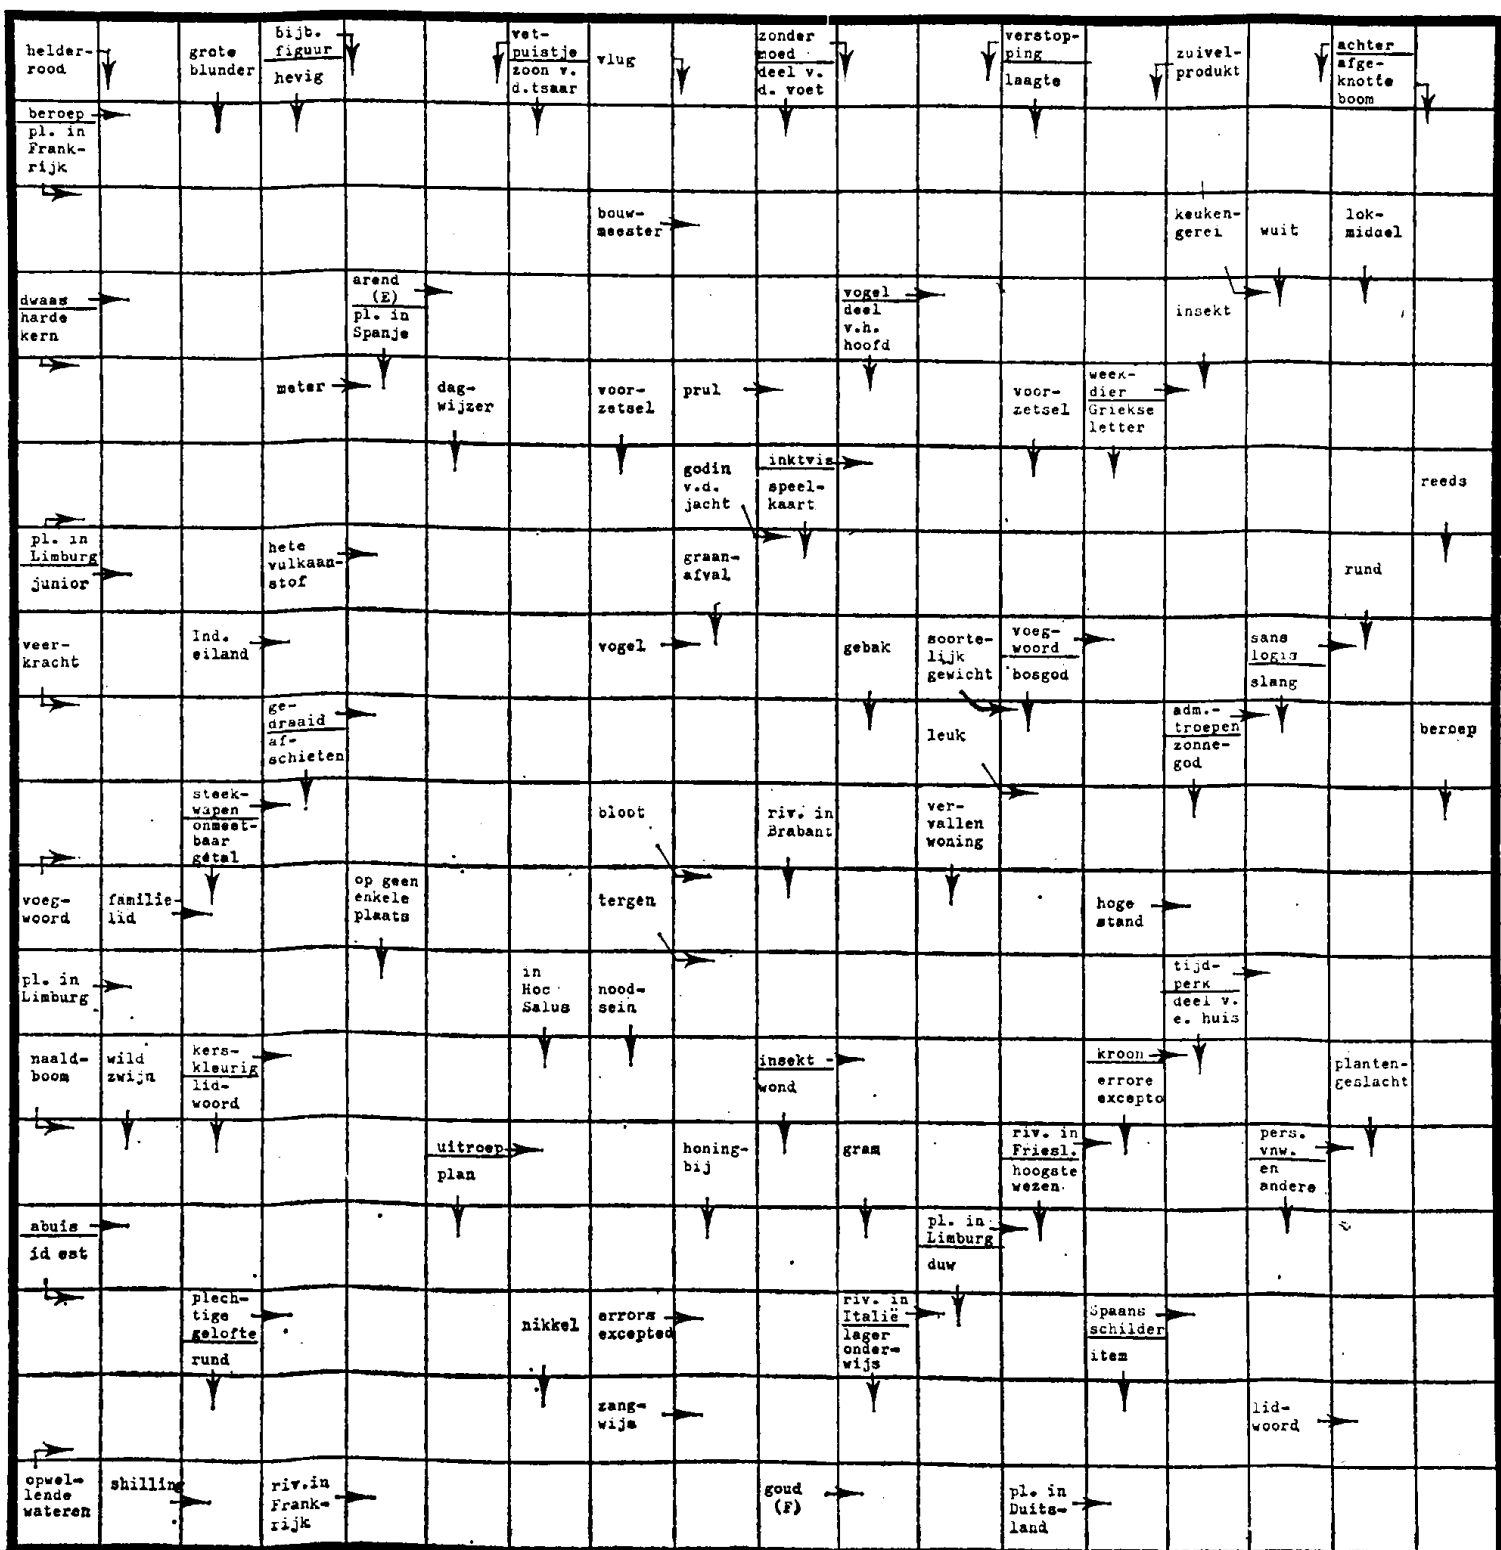 helder-
rood
grote
blunder
bijb.
figuur
hevig
vet-
puistje
zoon v.
d.tsaar
vlug
zonder
moed
deel v.
d. voet
verstop-
ping
laagte
zuivel-
produkt
achter
afge-
knotte
boom
beroep
pl. in
Frank-
rijk
bouw-
meester
keuken-
gerei
wuit
lok-
middel
dwaas
harde
kern
arend
(E)
pl. in
Spanje
vogel
deel
v.h.
hoofd
insekt
meter
dag-
wijzer
voor-
zetsel
prul
voor-
zetsel
week-
dier
Griekse
letter
godin
v.d.
jacht
inktvis
speel-
kaart
reeds
pl. in
Limburg
junior
hete
vulkaan-
stof
graan-
afval
rund
veer-
kracht
Ind.
eiland
vogel
gebak
soorte-
lijk
gewicht
voeg-
woord
bosgod
sans
logis
slang
ge-
draaid
af-
schieten
leuk
adm.-
troepen
zonne-
god
beroep
steek-
wapen
onmeet-
baar
getal
bloot
riv. in
Brabant
ver-
vallen
woning
voeg-
woord
familie-
lid
op geen
enkele
plaats
tergen
hoge
stand
pl. in
Limburg
in
Hoc
Salus
nood-
sein
tijd-
perk
deel v.
e. huis
naald-
boom
wild
zwijn
kers-
kleurig
lid-
woord
insekt
wond
kroon
errore
excepto
planten-
geslacht
uitroep
plan
honing-
bij
gram
riv. in
Friesl.
hoogste
wezen
pers.
vnw.
en
andere
abuis
id est
pl. in
Limburg
duw
plech-
tige
gelofte
rund
nikkel
errors
excepted
riv. in
Italië
lager
onder-
wijs
Spaans
schilder
item
zang-
wijs
lid-
woord
opwel-
lende
wateren
shilling
riv.in
Frank-
rijk
goud
(F)
pl. in
Duits-
land